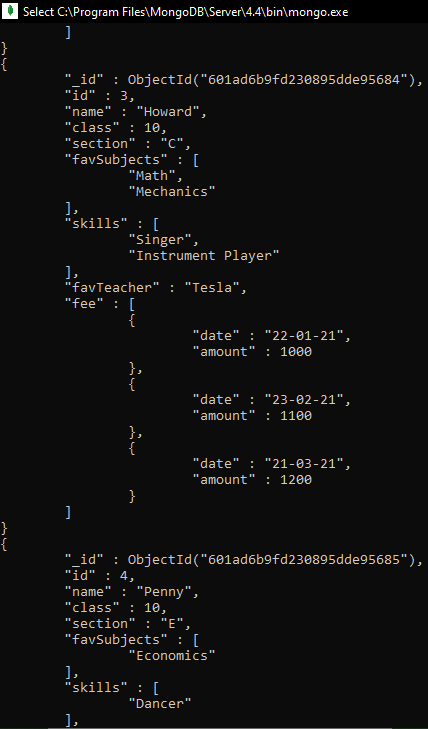 Select C:\Program Files\MongoDB\Server\4.4\bin\mongo.exe
]
}
{
"_id" : ObjectId("601ad6b9fd230895dde95684"),
"id" : 3,
"name" : "Howard",
"class" : 10,
"section" : "C",
"favSubjects" : [
"Math",
"Mechanics"
],
"skills" : [
"Singer",
"Instrument Player"
],
"favTeacher" : "Tesla",
"fee" : [
{
"date" : "22-01-21",
"amount" : 1000
},
{
"date" : "23-02-21",
"amount" : 1100
},
{
"date" : "21-03-21",
"amount" : 1200
}
]
}
{
"_id" : ObjectId("601ad6b9fd230895dde95685"),
"id" : 4,
"name" : "Penny",
"class" : 10,
"section" : "E",
"favSubjects" : [
"Economics"
],
"skills" : [
"Dancer"
],